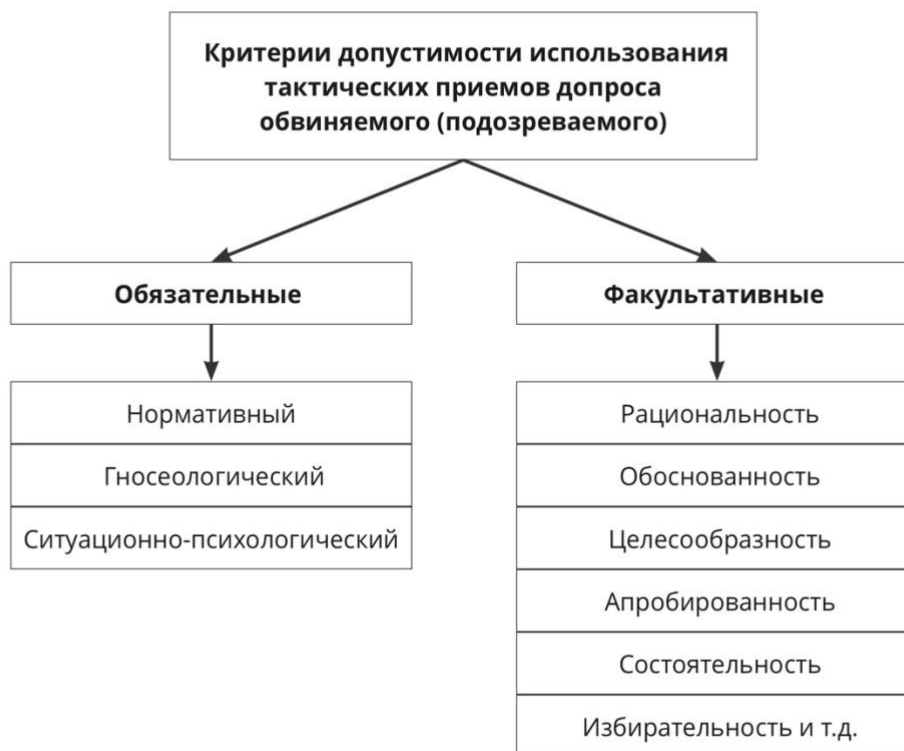 Критерии допустимости использования
тактических приемов допроса
обвиняемого (подозреваемого)
Обязательные
Факультативные
Нормативный
Гносеологический
Ситуационно-психологический
Рациональность
Обоснованность
Целесообразность
Апробированность
Состоятельность
Избирательность и т.д.